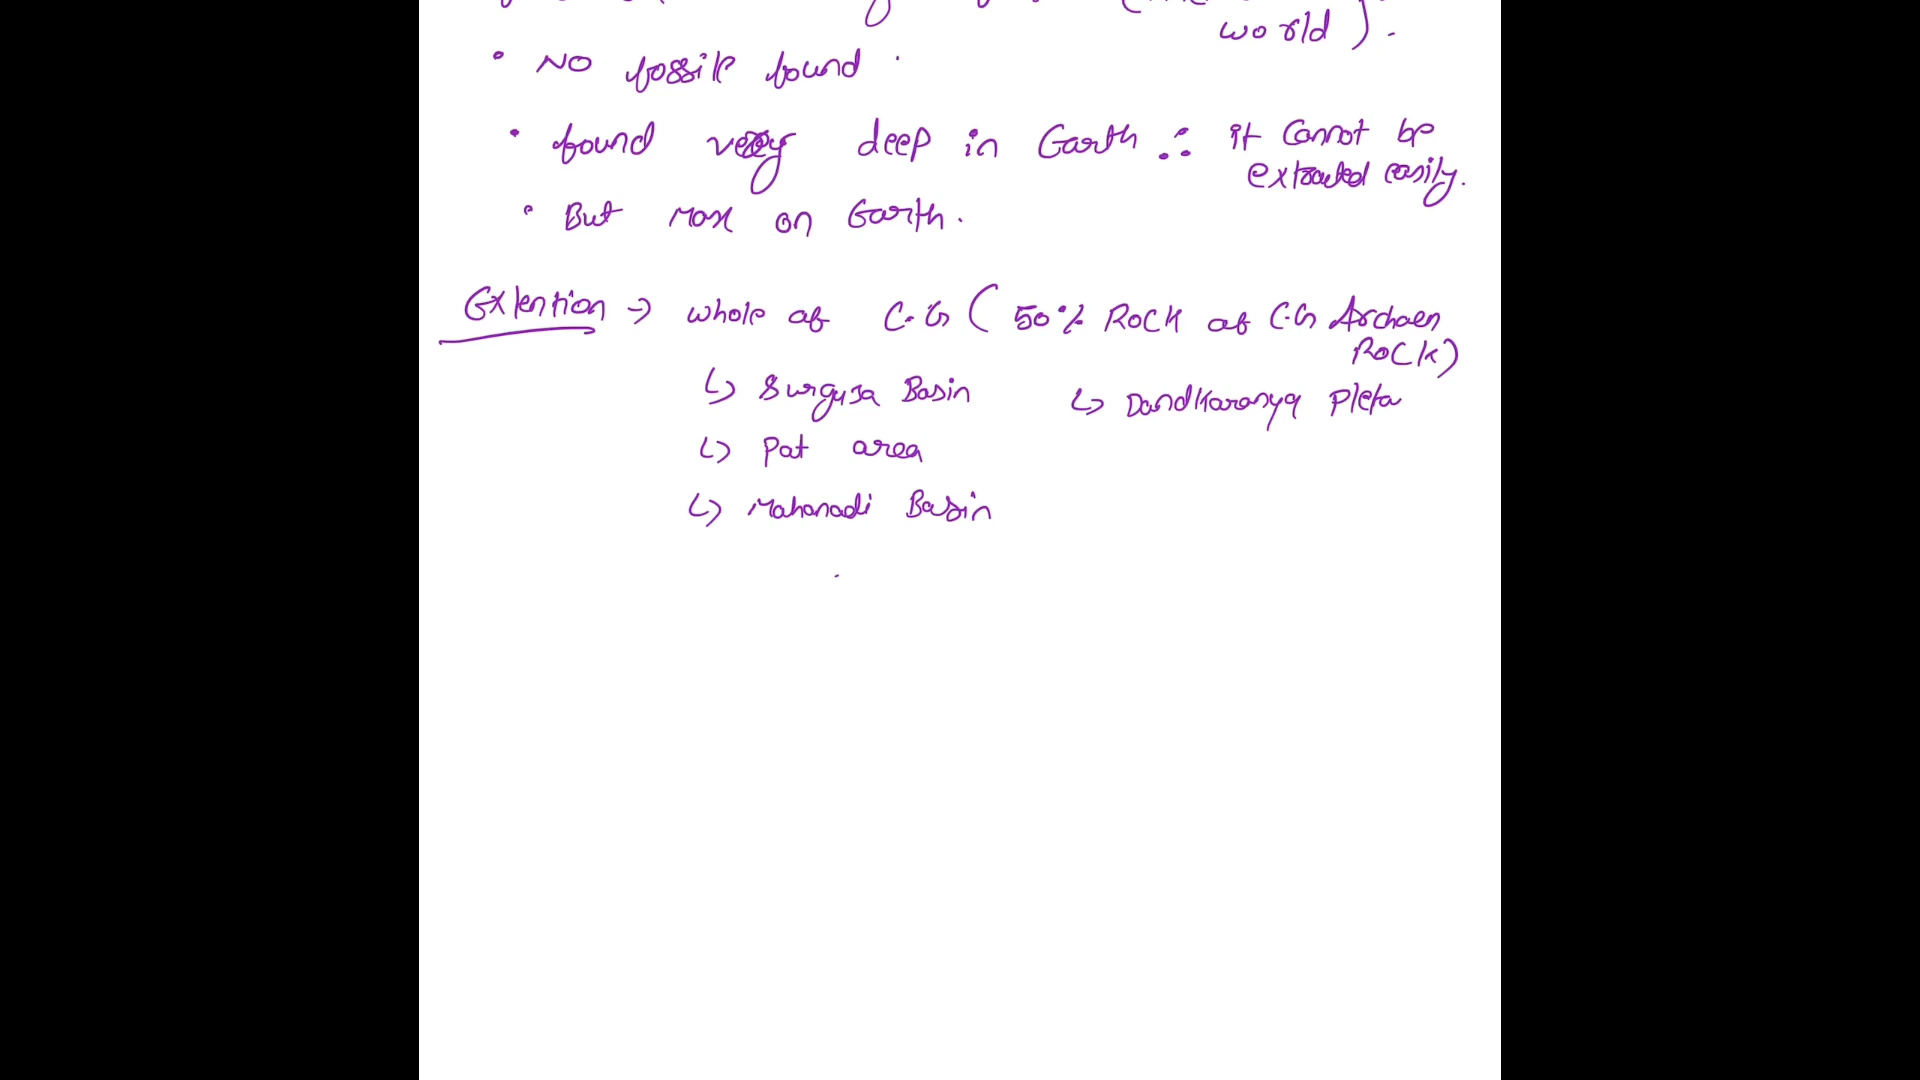 world).
• NO fossils found.
• found very deep in Earth ∴ it cannot be
extracted easily.
• But Max on Earth.
Extention → whole of C.G ( 50% Rock of C.G Archaen
Rock)
↳ Surguja Basin ↳ Dandkaranya Pleta
↳ Pat area
↳ Mahanadi Basin